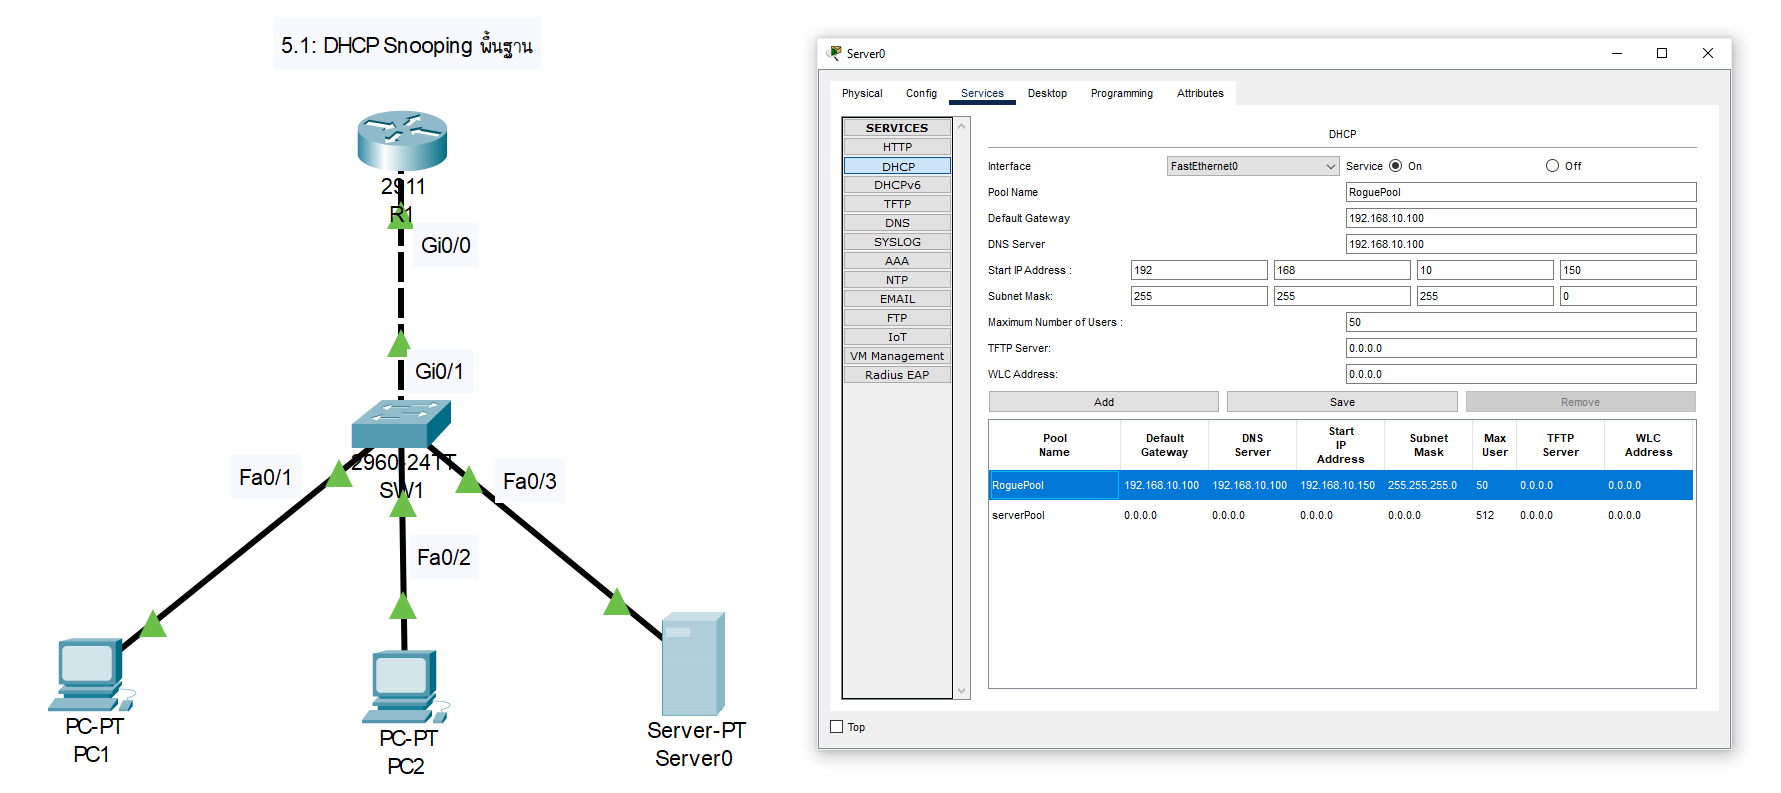 5.1: DHCP Snooping พื้นฐาน
2911
R1
Gi0/0
Gi0/1
2960-24TT
SW1
Fa0/1
Fa0/3
Fa0/2
PC-PT
PC1
PC-PT
PC2
Server-PT
Server0
Server0
Physical Config Services Desktop Programming Attributes
SERVICES
HTTP
DHCP
DHCPv6
TFTP
DNS
SYSLOG
AAA
NTP
EMAIL
FTP
IoT
VM Management
Radius EAP
DHCP
Interface FastEthernet0 Service On Off
Pool Name RoguePool
Default Gateway 192.168.10.100
DNS Server 192.168.10.100
Start IP Address : 192 168 10 150
Subnet Mask: 255 255 255 0
Maximum Number of Users : 50
TFTP Server: 0.0.0.0
WLC Address: 0.0.0.0
Add Save Remove
Pool Name Default Gateway DNS Server Start IP Address Subnet Mask Max User TFTP Server WLC Address
RoguePool 192.168.10.100 192.168.10.100 192.168.10.150 255.255.255.0 50 0.0.0.0 0.0.0.0
serverPool 0.0.0.0 0.0.0.0 0.0.0.0 0.0.0.0 512 0.0.0.0 0.0.0.0
Top